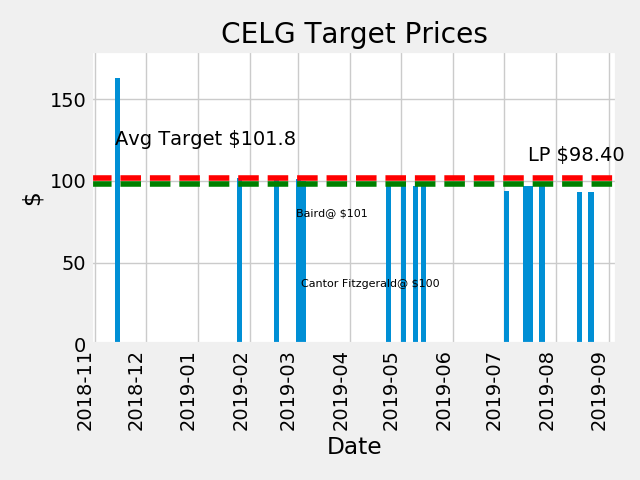 CELG Target Prices
150
Avg Target $101.8
LP $98.40
100
Baird@ $101
50
Cantor Fitzgerald@ $100
0
$
2018-11
2018-12
2019-01
2019-02
2019-03
2019-04
2019-05
2019-06
2019-07
2019-08
2019-09
Date